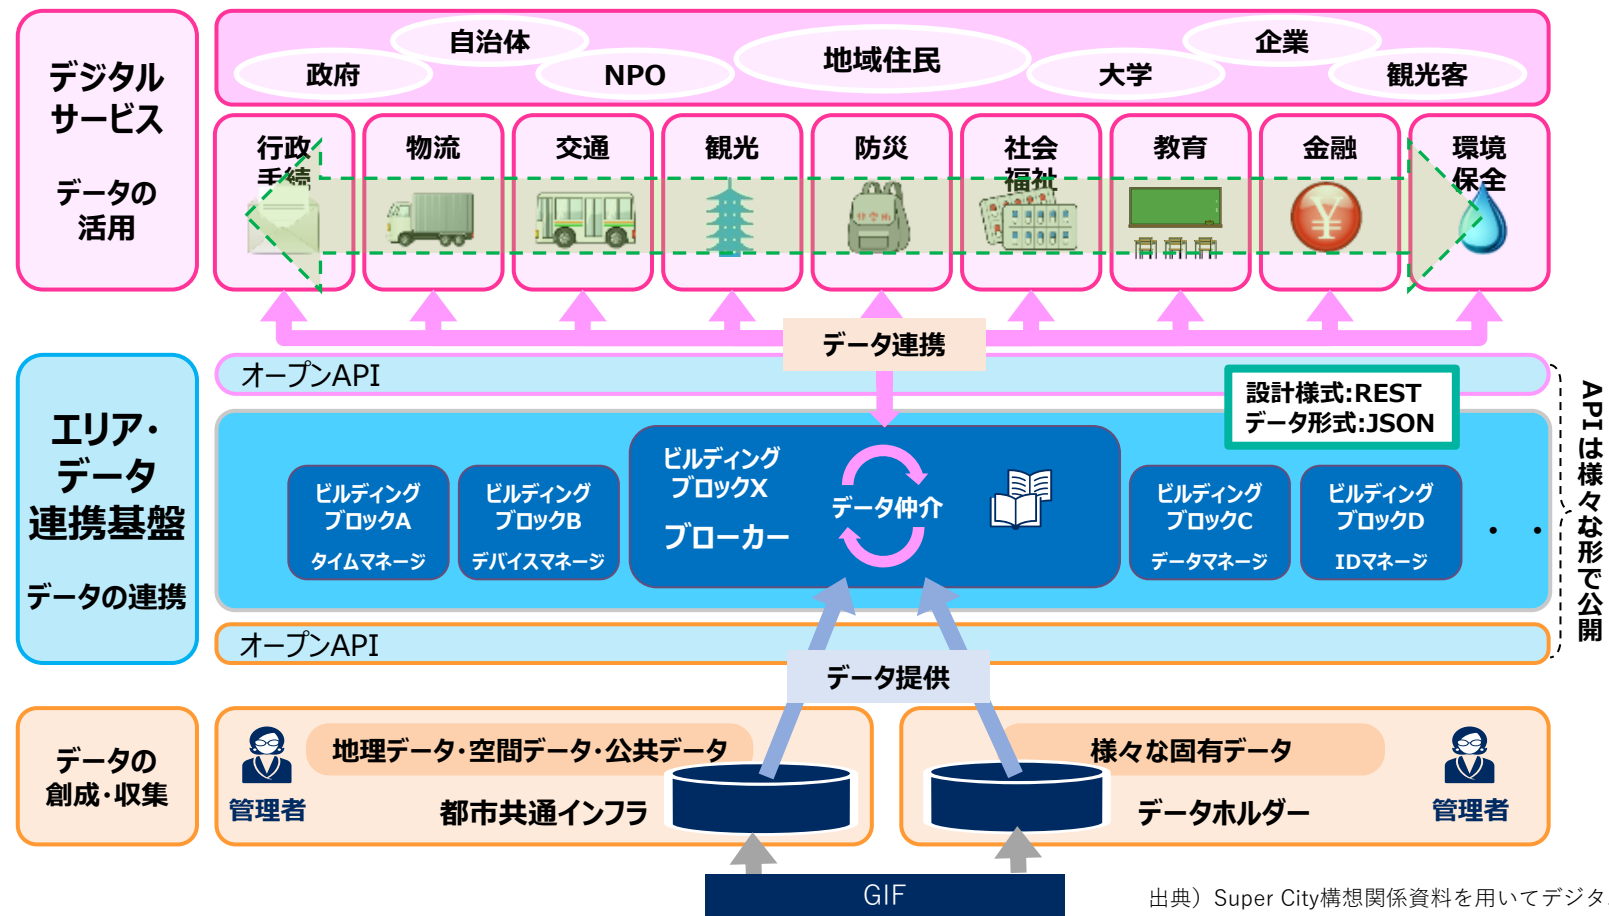 デジタル
サービス
データの
活用
自治体
政府
NPO
地域住民
大学
企業
観光客
行政
手続
物流
交通
観光
防災
社会
福祉
教育
金融
環境
保全
データ連携
オープンAPI
設計様式:REST
データ形式:JSON
エリア・
データ
連携基盤
データの連携
ビルディング
ブロックA
タイムマネージ
ビルディング
ブロックB
デバイスマネージ
ビルディング
ブロックX
ブローカー
データ仲介
ビルディング
ブロックC
データマネージ
ビルディング
ブロックD
IDマネージ
・・
APIは様々な形で公開
オープンAPI
データ提供
データの
創成・収集
管理者
地理データ・空間データ・公共データ
都市共通インフラ
様々な固有データ
データホルダー
管理者
GIF
出典）Super City構想関係資料を用いてデジタ